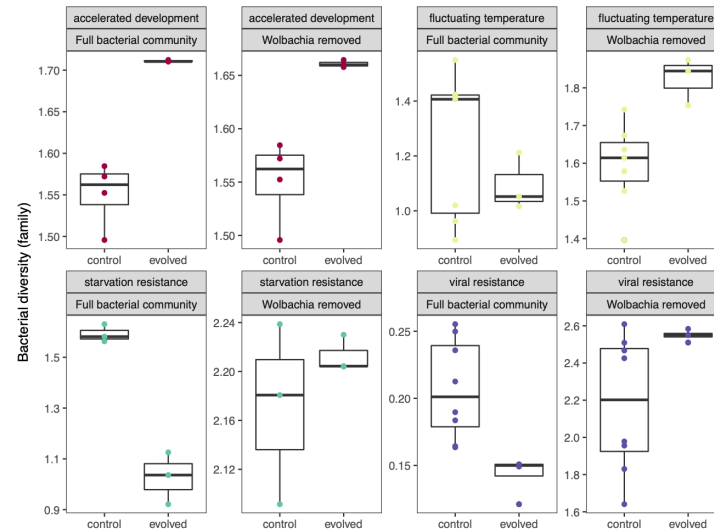 Bacterial diversity (family)
accelerated development
Full bacterial community
1.70
1.65
1.60
1.55
1.50
control evolved
accelerated development
Wolbachia removed
1.65
1.60
1.55
1.50
control evolved
fluctuating temperature
Full bacterial community
1.4
1.2
1.0
control evolved
fluctuating temperature
Wolbachia removed
1.8
1.7
1.6
1.5
1.4
control evolved
starvation resistance
Full bacterial community
1.5
1.3
1.1
0.9
control evolved
starvation resistance
Wolbachia removed
2.24
2.20
2.16
2.12
control evolved
viral resistance
Full bacterial community
0.25
0.20
0.15
control evolved
viral resistance
Wolbachia removed
2.6
2.4
2.2
2.0
1.8
1.6
control evolved